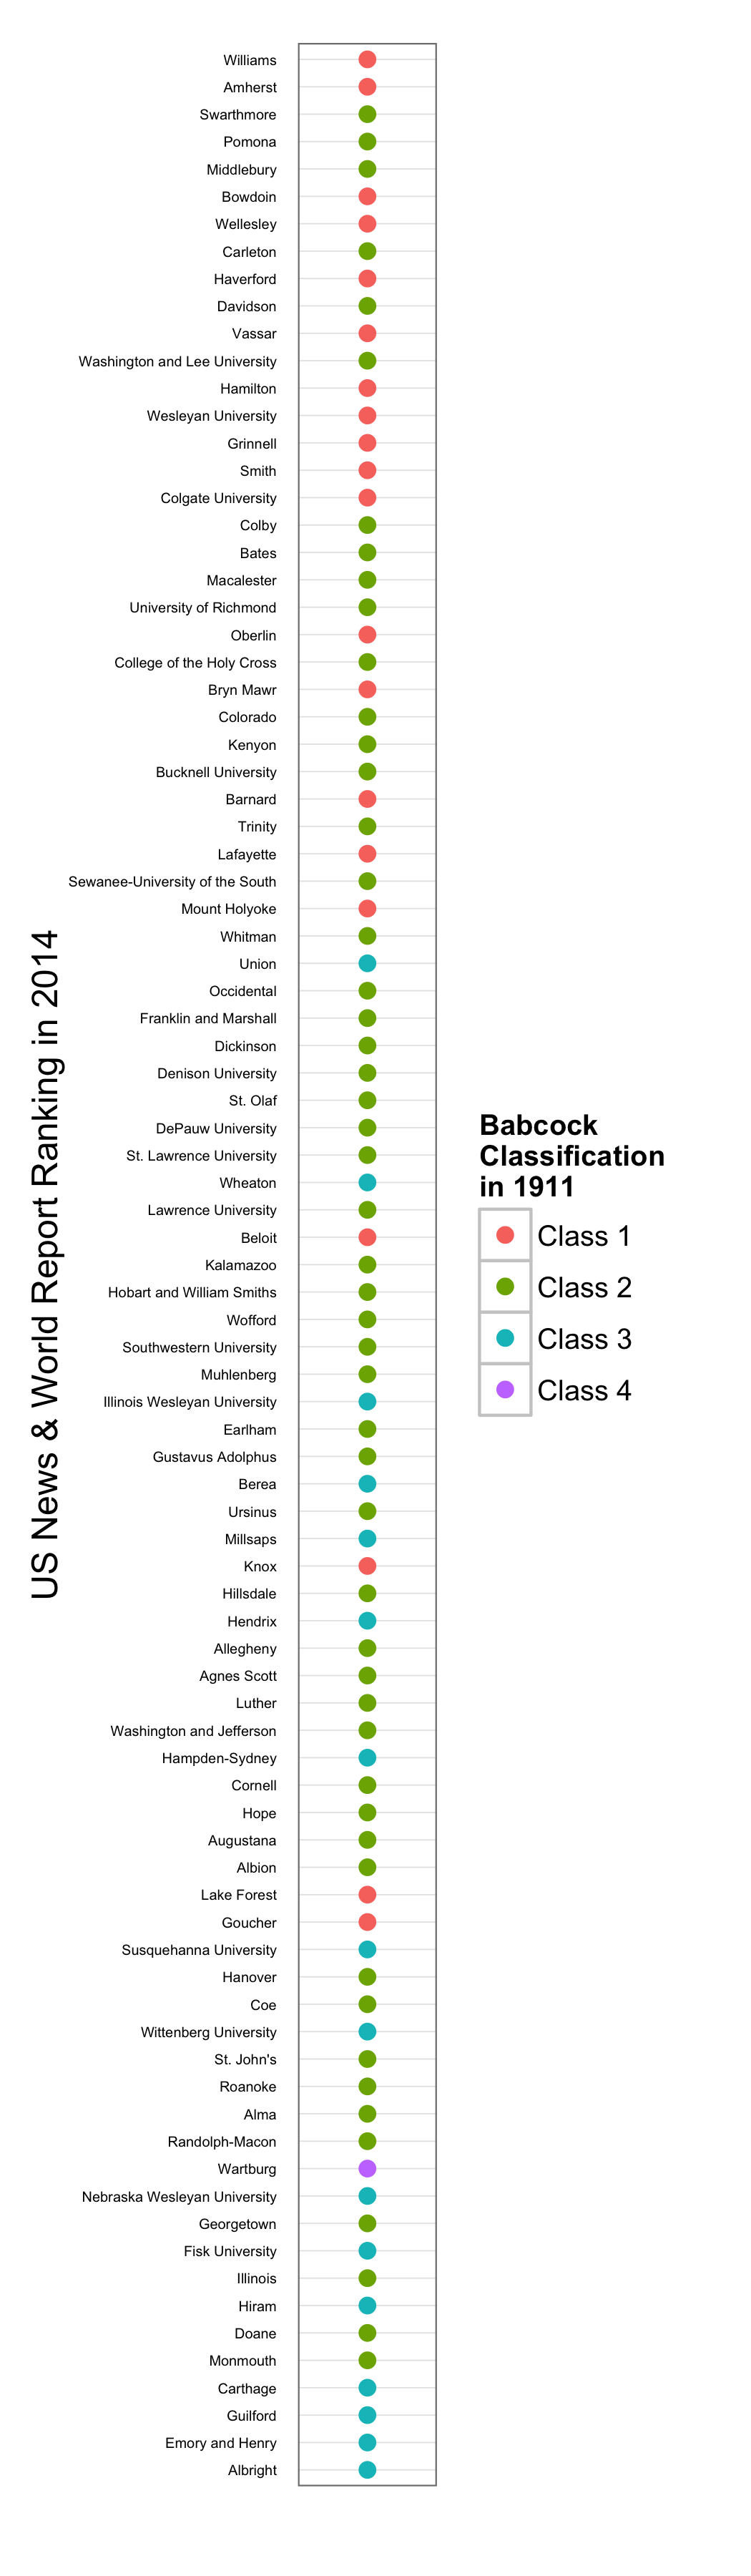 Williams
Amherst
Swarthmore
Pomona
Middlebury
Bowdoin
Wellesley
Carleton
Haverford
Davidson
Vassar
Washington and Lee University
Hamilton
Wesleyan University
Grinnell
Smith
Colgate University
Colby
Bates
Macalester
University of Richmond
Oberlin
College of the Holy Cross
Bryn Mawr
Colorado
Kenyon
Bucknell University
Barnard
Trinity
Lafayette
Sewanee-University of the South
Mount Holyoke
Whitman
Union
Occidental
Franklin and Marshall
Dickinson
Denison University
St. Olaf
DePauw University
St. Lawrence University
Wheaton
Lawrence University
Beloit
Kalamazoo
Hobart and William Smiths
Wofford
Southwestern University
Muhlenberg
Illinois Wesleyan University
Earlham
Gustavus Adolphus
Berea
Ursinus
Millsaps
Knox
Hillsdale
Hendrix
Allegheny
Agnes Scott
Luther
Washington and Jefferson
Hampden-Sydney
Cornell
Hope
Augustana
Albion
Lake Forest
Goucher
Susquehanna University
Hanover
Coe
Wittenberg University
St. John's
Roanoke
Alma
Randolph-Macon
Wartburg
Nebraska Wesleyan University
Georgetown
Fisk University
Illinois
Hiram
Doane
Monmouth
Carthage
Guilford
Emory and Henry
Albright
US News & World Report Ranking in 2014
Babcock
Classification
in 1911
Class 1
Class 2
Class 3
Class 4